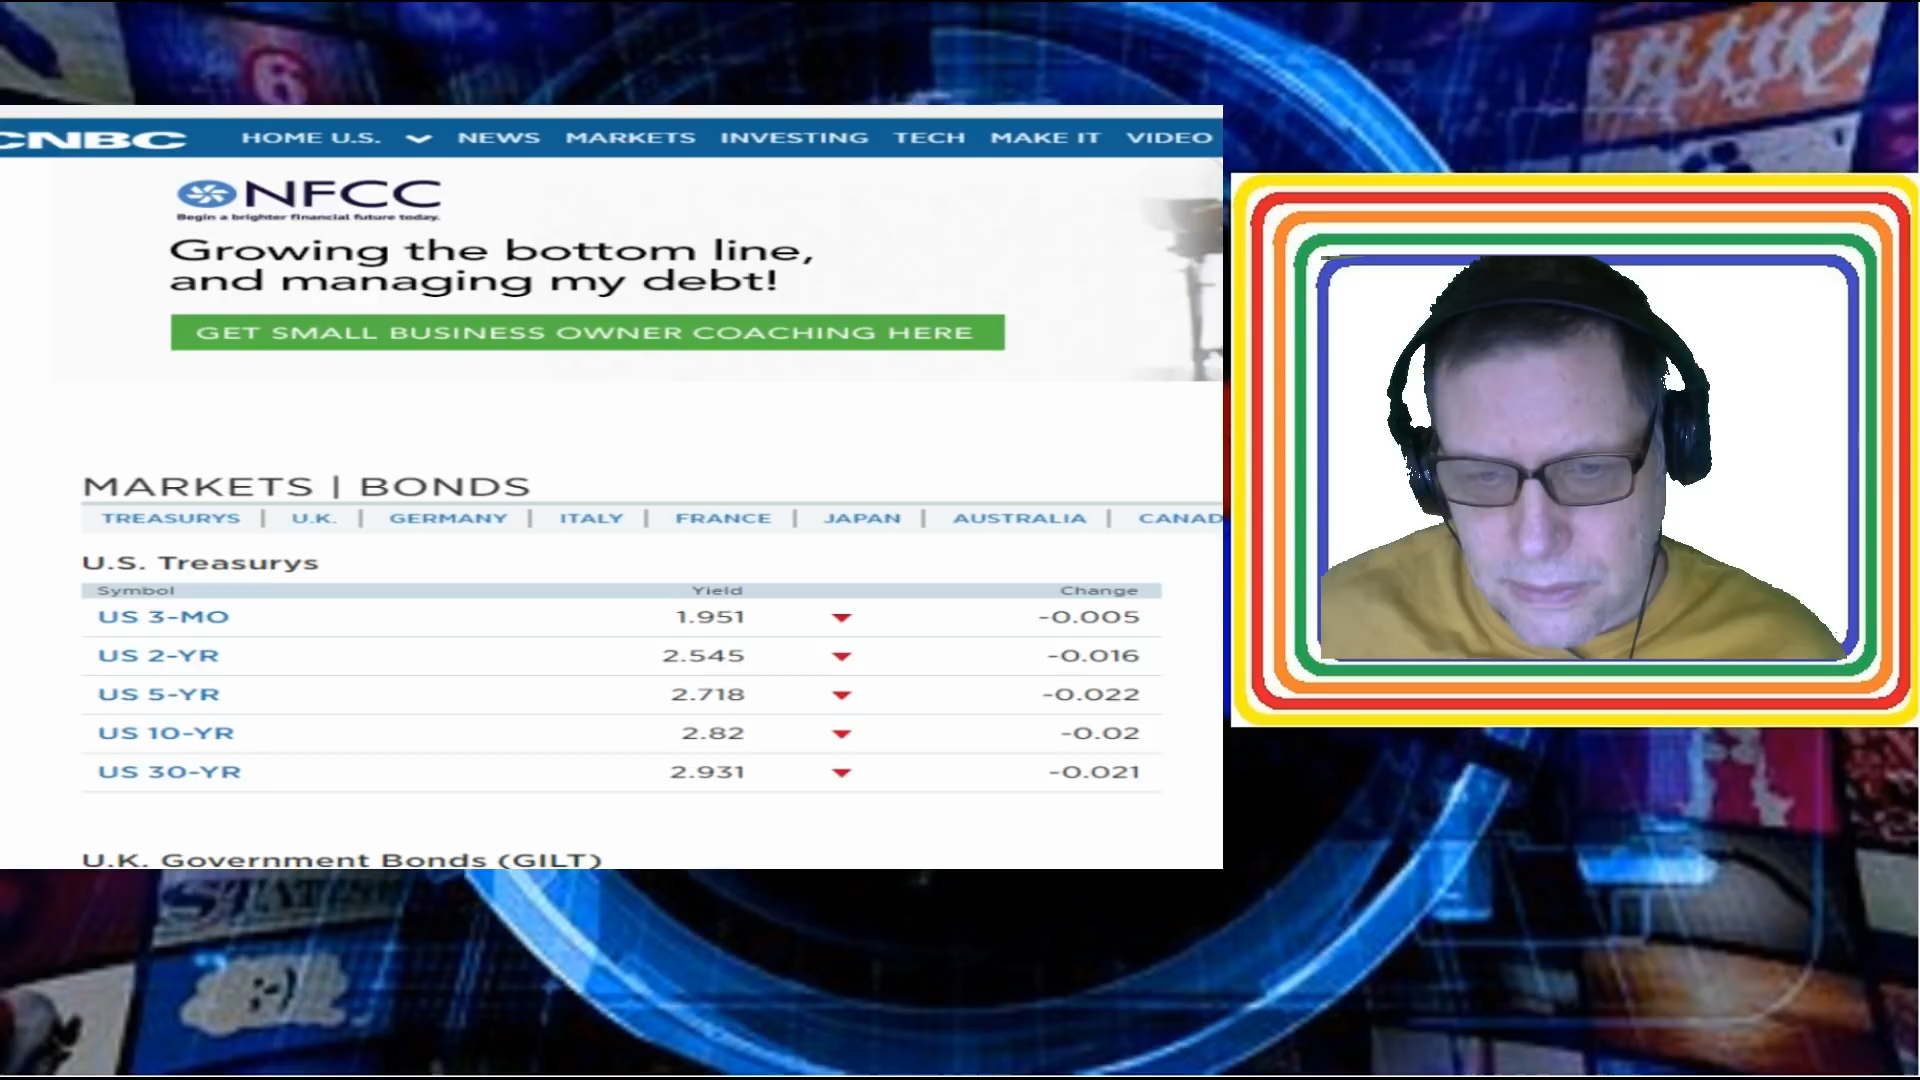 6
CNBC HOME U.S. NEWS MARKETS INVESTING TECH MAKE IT VIDEO
NFCC
Begin a brighter financial future today.
Growing the bottom line,
and managing my debt!
GET SMALL BUSINESS OWNER COACHING HERE
MARKETS | BONDS
TREASURYS | U.K. | GERMANY | ITALY | FRANCE | JAPAN | AUSTRALIA | CANAD
U.S. Treasurys
Symbol Yield Change
US 3-MO 1.951 -0.005
US 2-YR 2.545 -0.016
US 5-YR 2.718 -0.022
US 10-YR 2.82 -0.02
US 30-YR 2.931 -0.021
U.K. Government Bonds (GILT)